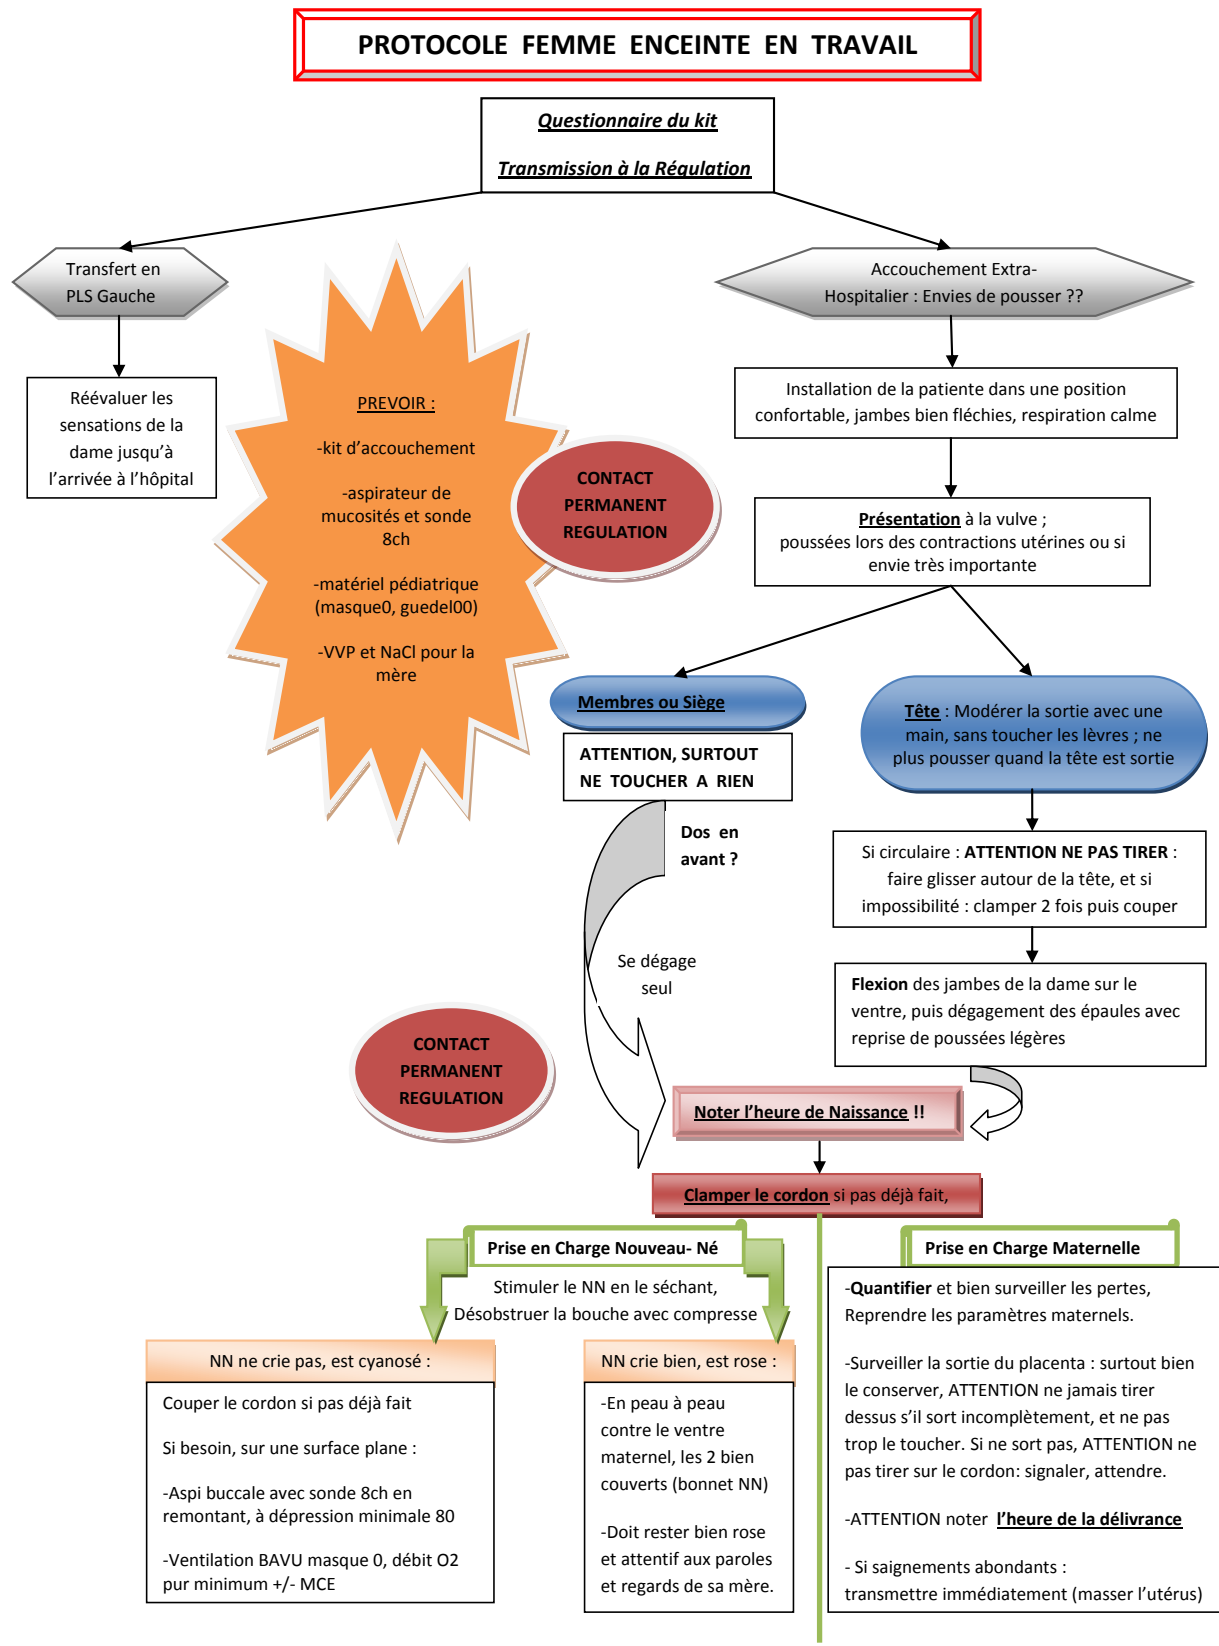 PROTOCOLE FEMME ENCEINTE EN TRAVAIL
Questionnaire du kit
Transmission à la Régulation
Transfert en
PLS Gauche
Réévaluer les
sensations de la
dame jusqu'à
l'arrivée à l'hôpital
PREVOIR :
-kit d'accouchement
-aspirateur de
mucosités et sonde
8ch
-matériel pédiatrique
(masque0, guedel00)
-VVP et NaCl pour la
mère
CONTACT
PERMANENT
REGULATION
Accouchement Extra-
Hospitalier : Envies de pousser ??
Installation de la patiente dans une position
confortable, jambes bien fléchies, respiration calme
Présentation à la vulve ;
poussées lors des contractions utérines ou si
envie très importante
Membres ou Siège
ATTENTION, SURTOUT
NE TOUCHER A RIEN
Dos en
avant ?
Se dégage
seul
Tête : Modérer la sortie avec une
main, sans toucher les lèvres ; ne
plus pousser quand la tête est sortie
Si circulaire : ATTENTION NE PAS TIRER :
faire glisser autour de la tête, et si
impossibilité : clamper 2 fois puis couper
Flexion des jambes de la dame sur le
ventre, puis dégagement des épaules avec
reprise de poussées légères
CONTACT
PERMANENT
REGULATION
Noter l'heure de Naissance !!
Clamper le cordon si pas déjà fait,
Prise en Charge Nouveau- Né
Stimuler le NN en le séchant,
Désobstruer la bouche avec compresse
NN ne crie pas, est cyanosé :
Couper le cordon si pas déjà fait
Si besoin, sur une surface plane :
-Aspi buccale avec sonde 8ch en
remontant, à dépression minimale 80
-Ventilation BAVU masque 0, débit O2
pur minimum +/- MCE
NN crie bien, est rose :
-En peau à peau
contre le ventre
maternel, les 2 bien
couverts (bonnet NN)
-Doit rester bien rose
et attentif aux paroles
et regards de sa mère.
Prise en Charge Maternelle
-Quantifier et bien surveiller les pertes,
Reprendre les paramètres maternels.
-Surveiller la sortie du placenta : surtout bien
le conserver, ATTENTION ne jamais tirer
dessus s'il sort incomplètement, et ne pas
trop le toucher. Si ne sort pas, ATTENTION ne
pas tirer sur le cordon: signaler, attendre.
-ATTENTION noter l'heure de la délivrance
- Si saignements abondants :
transmettre immédiatement (masser l'utérus)